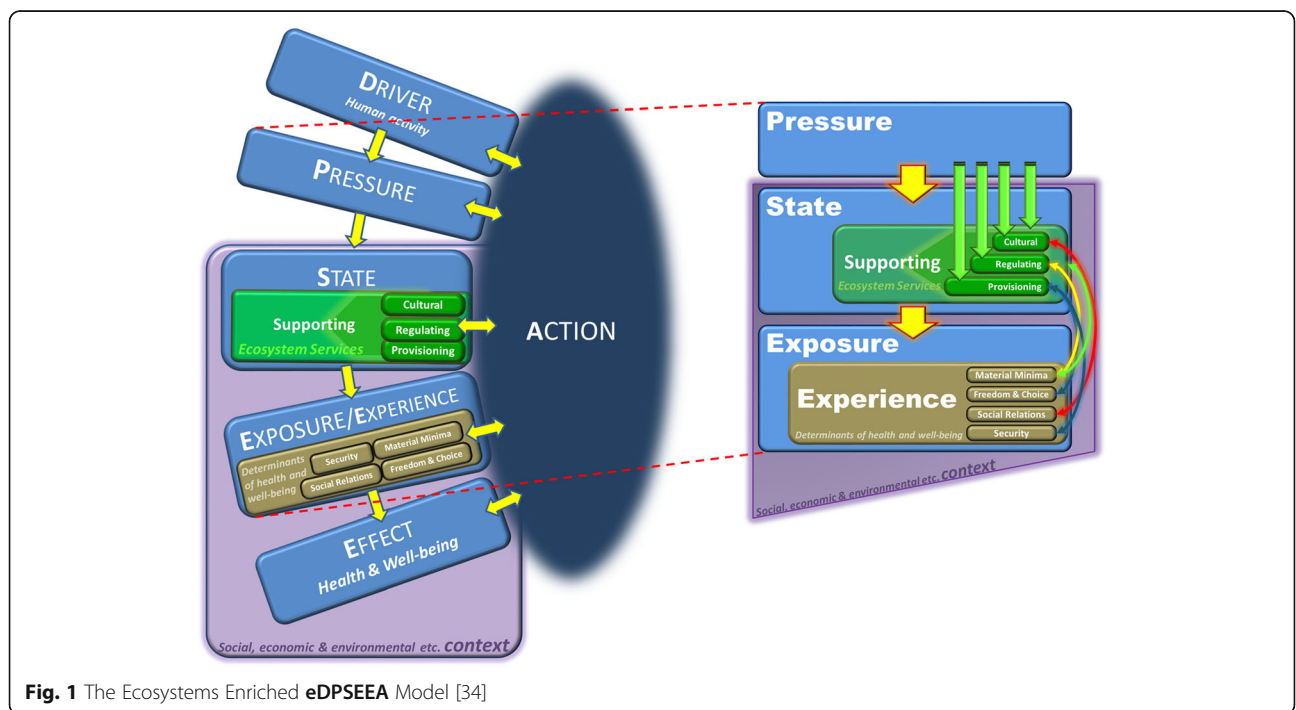 DRIVER
Human activity
PRESSURE
STATE
Supporting
Ecosystem Services
Cultural
Regulating
Provisioning
EXPOSURE/EXPERIENCE
Determinants
of health and
well-being
Security
Material Minima
Social Relations
Freedom & Choice
EFFECT
Health & Well-being
Social, economic & environmental etc. context
ACTION
Pressure
State
Supporting
Ecosystem Services
Cultural
Regulating
Provisioning
Exposure
Experience
Determinants of health and well-being
Material Minima
Freedom & Choice
Social Relations
Security
Social, economic & environmental etc. context
Fig. 1 The Ecosystems Enriched eDPSEEA Model [34]